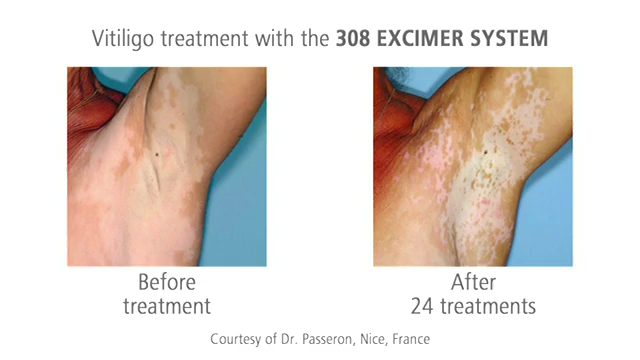 Vitiligo treatment with the 308 EXCIMER SYSTEM
Before
treatment
After
24 treatments
Courtesy of Dr. Passeron, Nice, France